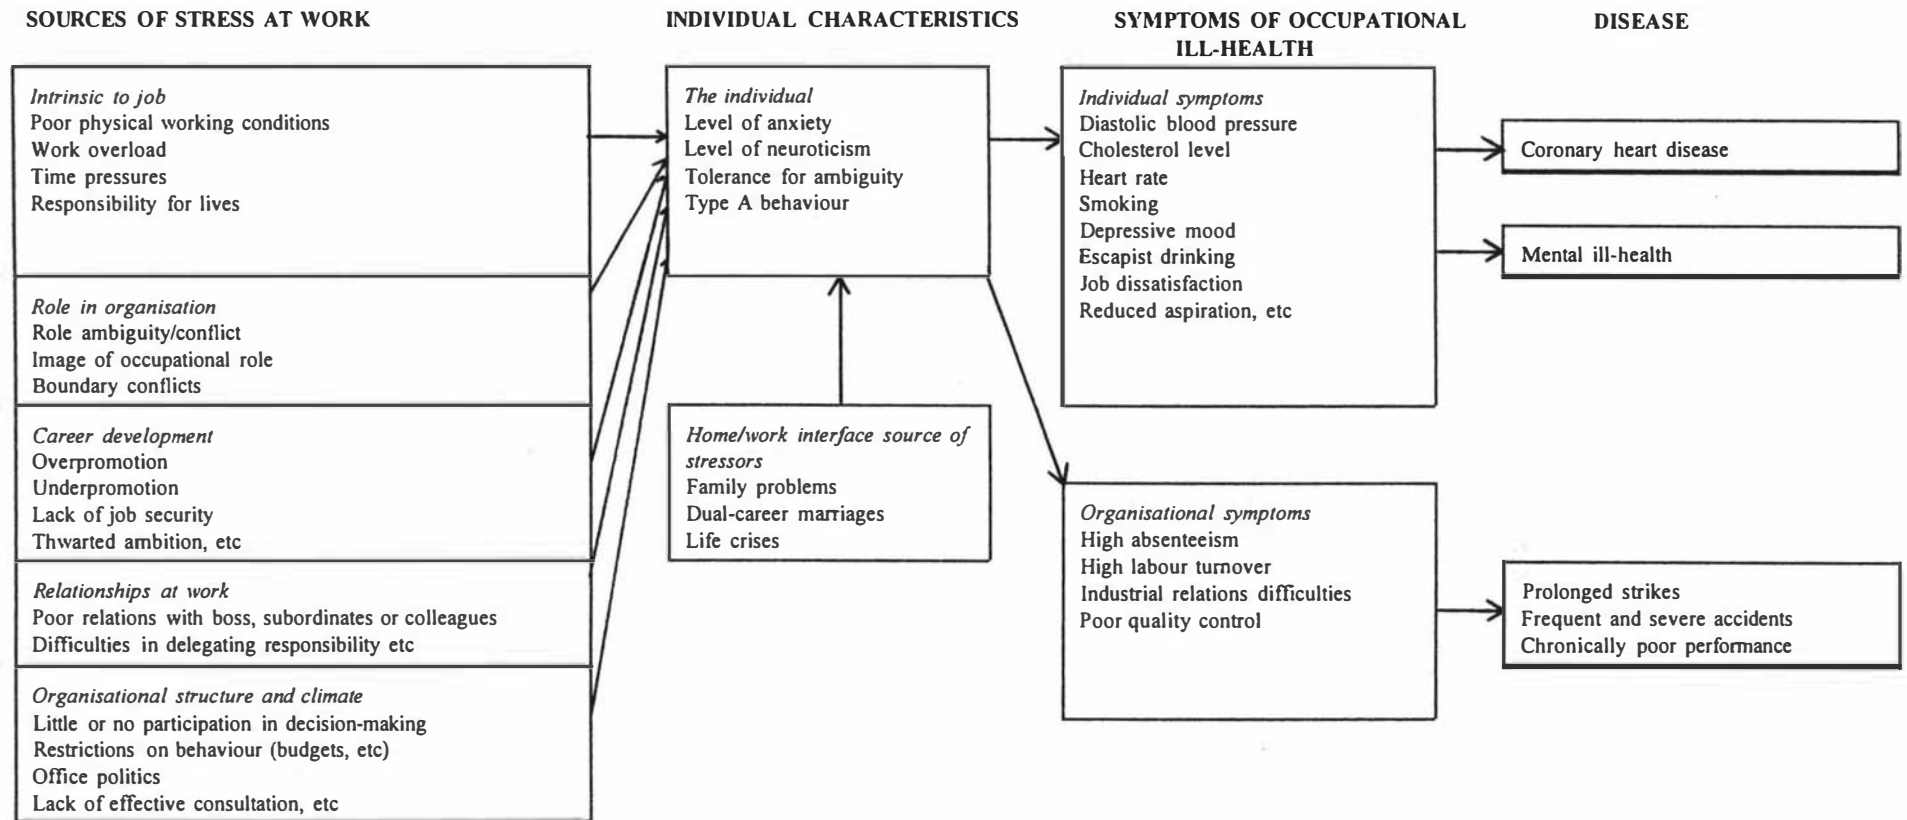 SOURCES OF STRESS AT WORK
INDIVIDUAL CHARACTERISTICS
SYMPTOMS OF OCCUPATIONAL
ILL-HEALTH
DISEASE
Intrinsic to job
Poor physical working conditions
Work overload
Time pressures
Responsibility for lives
Role in organisation
Role ambiguity/conflict
Image of occupational role
Boundary conflicts
Career development
Overpromotion
Underpromotion
Lack of job security
Thwarted ambition, etc
Relationships at work
Poor relations with boss, subordinates or colleagues
Difficulties in delegating responsibility etc
Organisational structure and climate
Little or no participation in decision-making
Restrictions on behaviour (budgets, etc)
Office politics
Lack of effective consultation, etc
The individual
Level of anxiety
Level of neuroticism
Tolerance for ambiguity
Type A behaviour
Home/work interface source of
stressors
Family problems
Dual-career marriages
Life crises
Individual symptoms
Diastolic blood pressure
Cholesterol level
Heart rate
Smoking
Depressive mood
Escapist drinking
Job dissatisfaction
Reduced aspiration, etc
Organisational symptoms
High absenteeism
High labour turnover
Industrial relations difficulties
Poor quality control
Coronary heart disease
Mental ill-health
Prolonged strikes
Frequent and severe accidents
Chronically poor performance